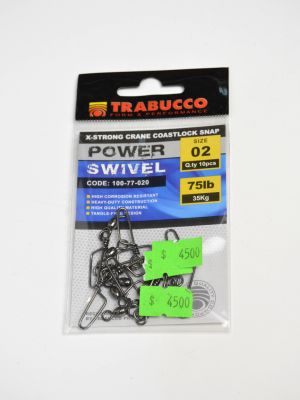 TRABUCCO
FORM & PERFORMANCE
X-STRONG CRANE COASTLOCK SNAP
POWER
SWIVEL
CODE: 100-77-020
SIZE
02
Q.ty 10pcs
75lb
35Kg
HIGH CORROSION RESISTENT
HEAVY-DUTY CONSTRUCTION
HIGH QUALITY MATERIAL
$ 4500
$ 4500